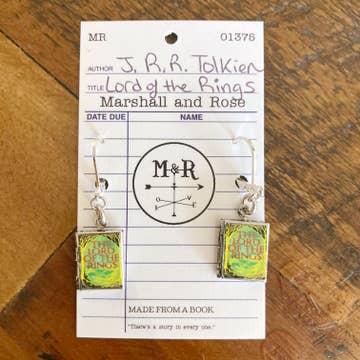 MR 01375
AUTHOR J. R. R. Tolkien
TITLE Lord of the Rings
Marshall and Rose
DATE DUE NAME
M&R
MADE FROM A BOOK
"There's a story in every one."
THE
LORD
OF THE
RINGS
THE
LORD
OF THE
RINGS